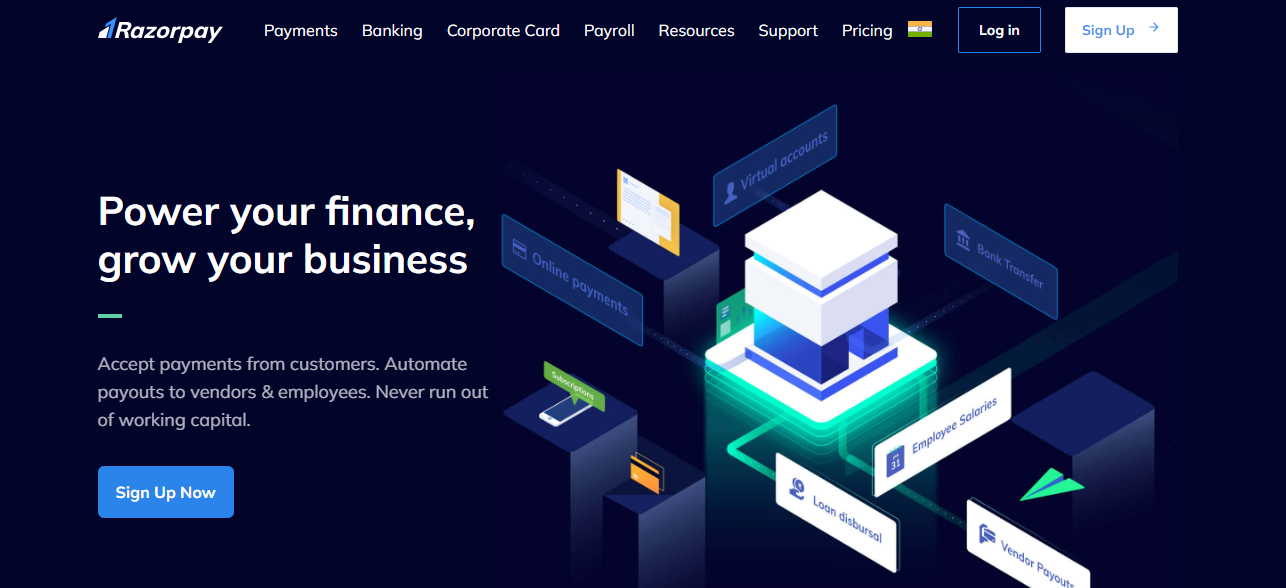 Razorpay
Payments
Banking
Corporate Card
Payroll
Resources
Support
Pricing
Log in
Sign Up
Power your finance,
grow your business
Accept payments from customers. Automate
payouts to vendors & employees. Never run out
of working capital.
Sign Up Now
Virtual accounts
Online payments
Bank Transfer
Subscriptions
Employee Salaries
31
Loan disbursal
Vendor Payouts